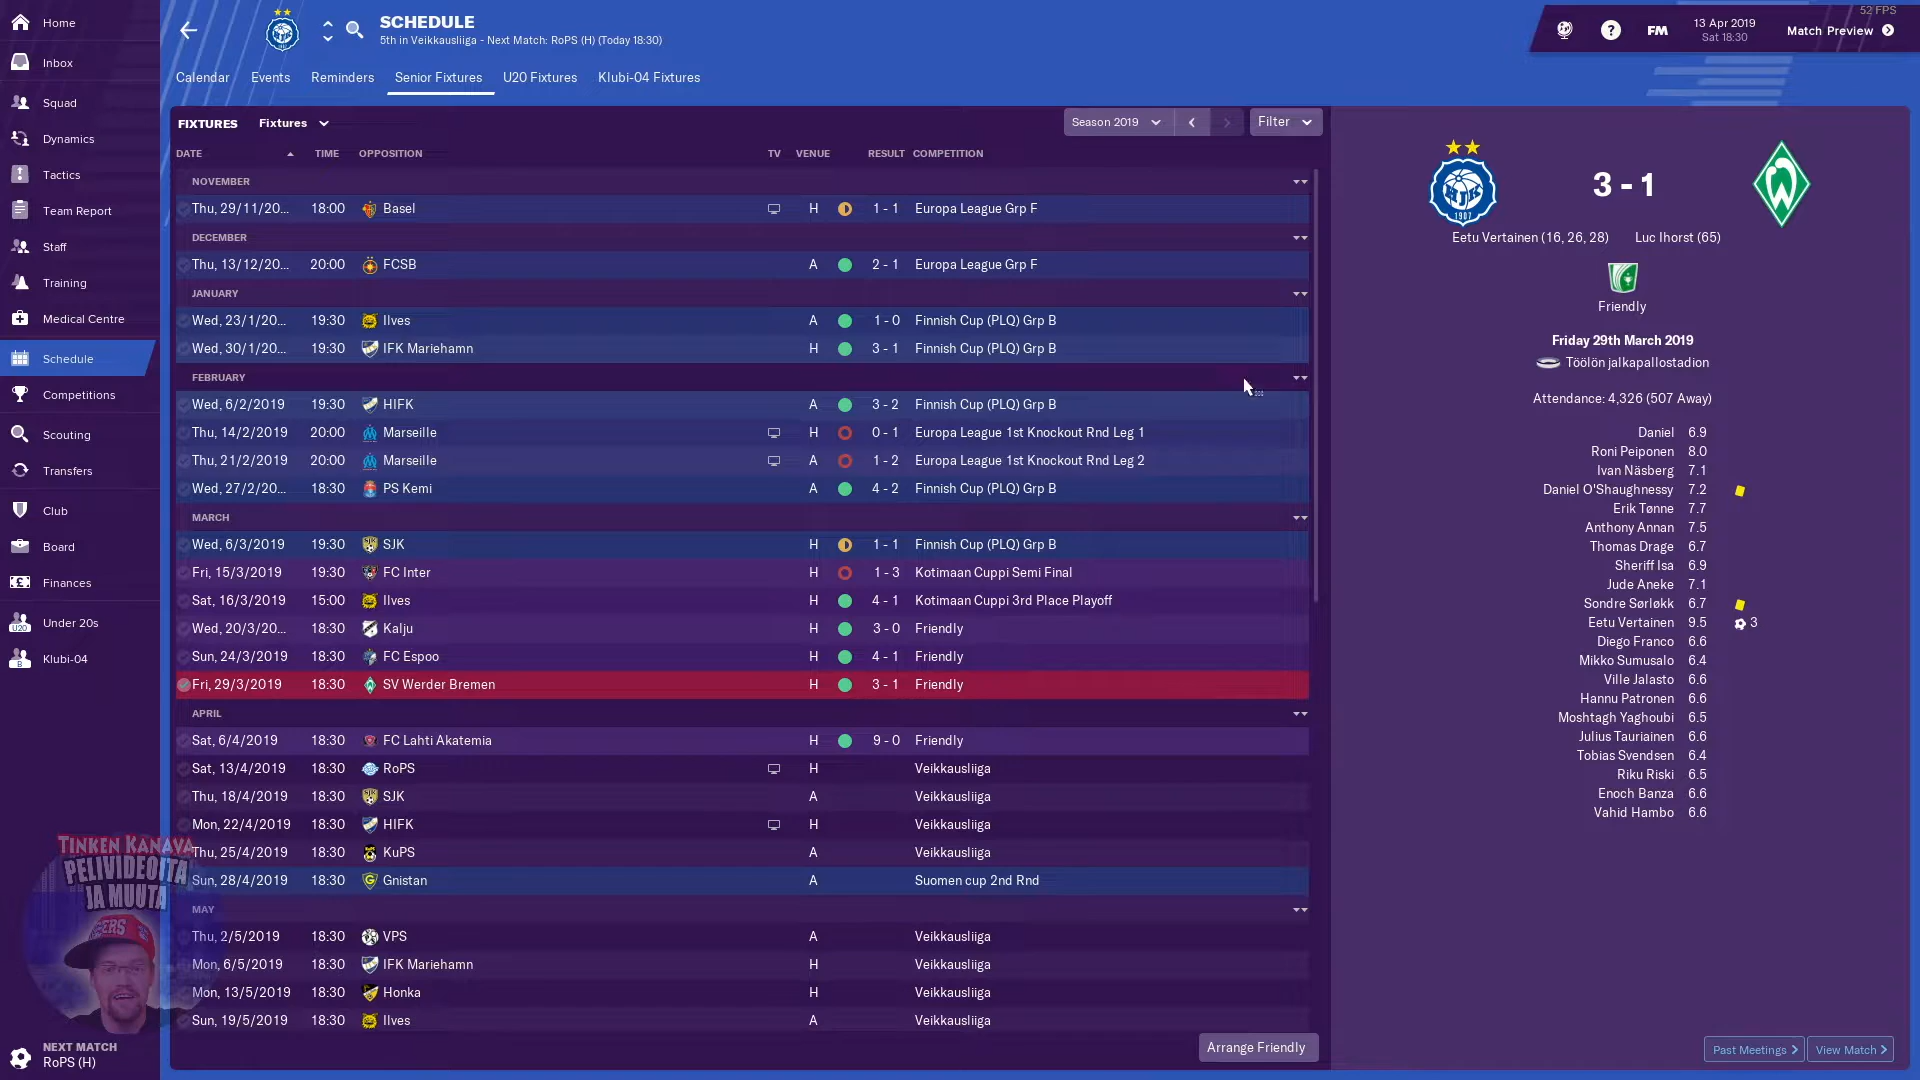 52 FPS
SCHEDULE
5th in Veikkausliiga - Next Match: RoPS (H) (Today 18:30)
FM
13 Apr 2019
Sat 18:30
Match Preview
Home
Inbox
Squad
Dynamics
Tactics
Team Report
Staff
Training
Medical Centre
Schedule
Competitions
Scouting
Transfers
Club
Board
Finances
Under 20s
Klubi-04
TINKEN KANAVA
PELIVIDEOITA
JA MUUTA
NEXT MATCH
RoPS (H)
Calendar Events Reminders Senior Fixtures U20 Fixtures Klubi-04 Fixtures
FIXTURES Fixtures Season 2019 Filter
DATE TIME OPPOSITION TV VENUE RESULT COMPETITION
NOVEMBER
Thu, 29/11/20... 18:00 Basel H 1 - 1 Europa League Grp F
DECEMBER
Thu, 13/12/20... 20:00 FCSB A 2 - 1 Europa League Grp F
JANUARY
Wed, 23/1/20... 19:30 Ilves A 1 - 0 Finnish Cup (PLQ) Grp B
Wed, 30/1/20... 19:30 IFK Mariehamn H 3 - 1 Finnish Cup (PLQ) Grp B
FEBRUARY
Wed, 6/2/2019 19:30 HIFK A 3 - 2 Finnish Cup (PLQ) Grp B
Thu, 14/2/2019 20:00 Marseille H 0 - 1 Europa League 1st Knockout Rnd Leg 1
Thu, 21/2/2019 20:00 Marseille A 1 - 2 Europa League 1st Knockout Rnd Leg 2
Wed, 27/2/20... 18:30 PS Kemi A 4 - 2 Finnish Cup (PLQ) Grp B
MARCH
Wed, 6/3/2019 19:30 SJK H 1 - 1 Finnish Cup (PLQ) Grp B
Fri, 15/3/2019 19:30 FC Inter H 1 - 3 Kotimaan Cuppi Semi Final
Sat, 16/3/2019 15:00 Ilves H 4 - 1 Kotimaan Cuppi 3rd Place Playoff
Wed, 20/3/20... 18:30 Kalju H 3 - 0 Friendly
Sun, 24/3/2019 18:30 FC Espoo H 4 - 1 Friendly
Fri, 29/3/2019 18:30 SV Werder Bremen H 3 - 1 Friendly
APRIL
Sat, 6/4/2019 18:30 FC Lahti Akatemia H 9 - 0 Friendly
Sat, 13/4/2019 18:30 RoPS H Veikkausliiga
Thu, 18/4/2019 18:30 SJK A Veikkausliiga
Mon, 22/4/2019 18:30 HIFK H Veikkausliiga
Thu, 25/4/2019 18:30 KuPS A Veikkausliiga
Sun, 28/4/2019 18:30 Gnistan A Suomen cup 2nd Rnd
MAY
Thu, 2/5/2019 18:30 VPS A Veikkausliiga
Mon, 6/5/2019 18:30 IFK Mariehamn H Veikkausliiga
Mon, 13/5/2019 18:30 Honka H Veikkausliiga
Sun, 19/5/2019 18:30 Ilves A Veikkausliiga
Arrange Friendly
1907
3 - 1
Eetu Vertainen (16, 26, 28) Luc Ihorst (65)
Friendly
Friday 29th March 2019
Töölön jalkapallostadion
Attendance: 4,326 (507 Away)
Daniel 6.9
Roni Peiponen 8.0
Ivan Näsberg 7.1
Daniel O'Shaughnessy 7.2
Erik Tønne 7.7
Anthony Annan 7.5
Thomas Drage 6.7
Sheriff Isa 6.9
Jude Aneke 7.1
Sondre Sørløkk 6.7
Eetu Vertainen 9.5 3
Diego Franco 6.6
Mikko Sumusalo 6.4
Ville Jalasto 6.6
Hannu Patronen 6.6
Moshtagh Yaghoubi 6.5
Julius Tauriainen 6.6
Tobias Svendsen 6.4
Riku Riski 6.5
Enoch Banza 6.6
Vahid Hambo 6.6
Past Meetings View Match